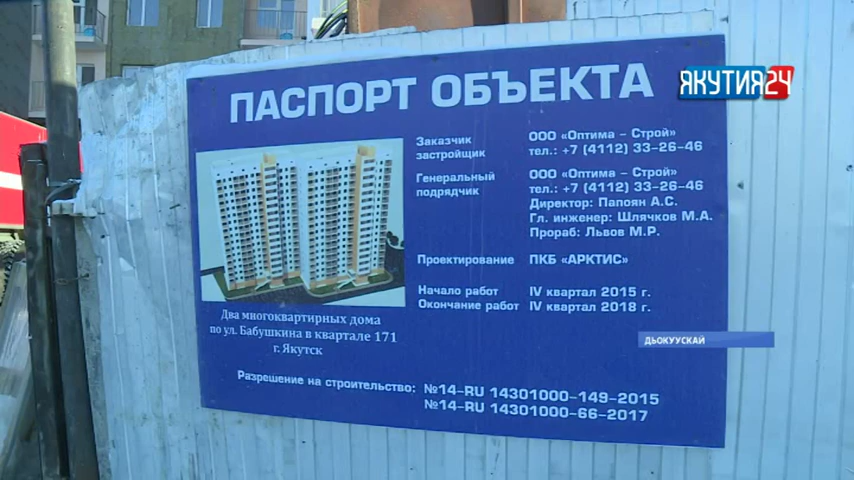 ПАСПОРТ ОБЪЕКТА
ЯКУТИЯ24
Заказчик застройщик
ООО «Оптима – Строй»
тел.: +7 (4112) 33-26-46
Генеральный подрядчик
ООО «Оптима – Строй»
тел.: +7 (4112) 33-26-46
Директор: Папоян А.С.
Гл. инженер: Шлячков М.А.
Прораб: Львов М.Р.
Проектирование ПКБ «АРКТИС»
Начало работ IV квартал 2015 г.
Окончание работ IV квартал 2018 г.
Два многоквартирных дома
по ул. Бабушкина в квартале 171
г. Якутск
ДЬОКУУСКАЙ
Разрешение на строительство: №14-RU 14301000-149-2015
№14-RU 14301000-66-2017